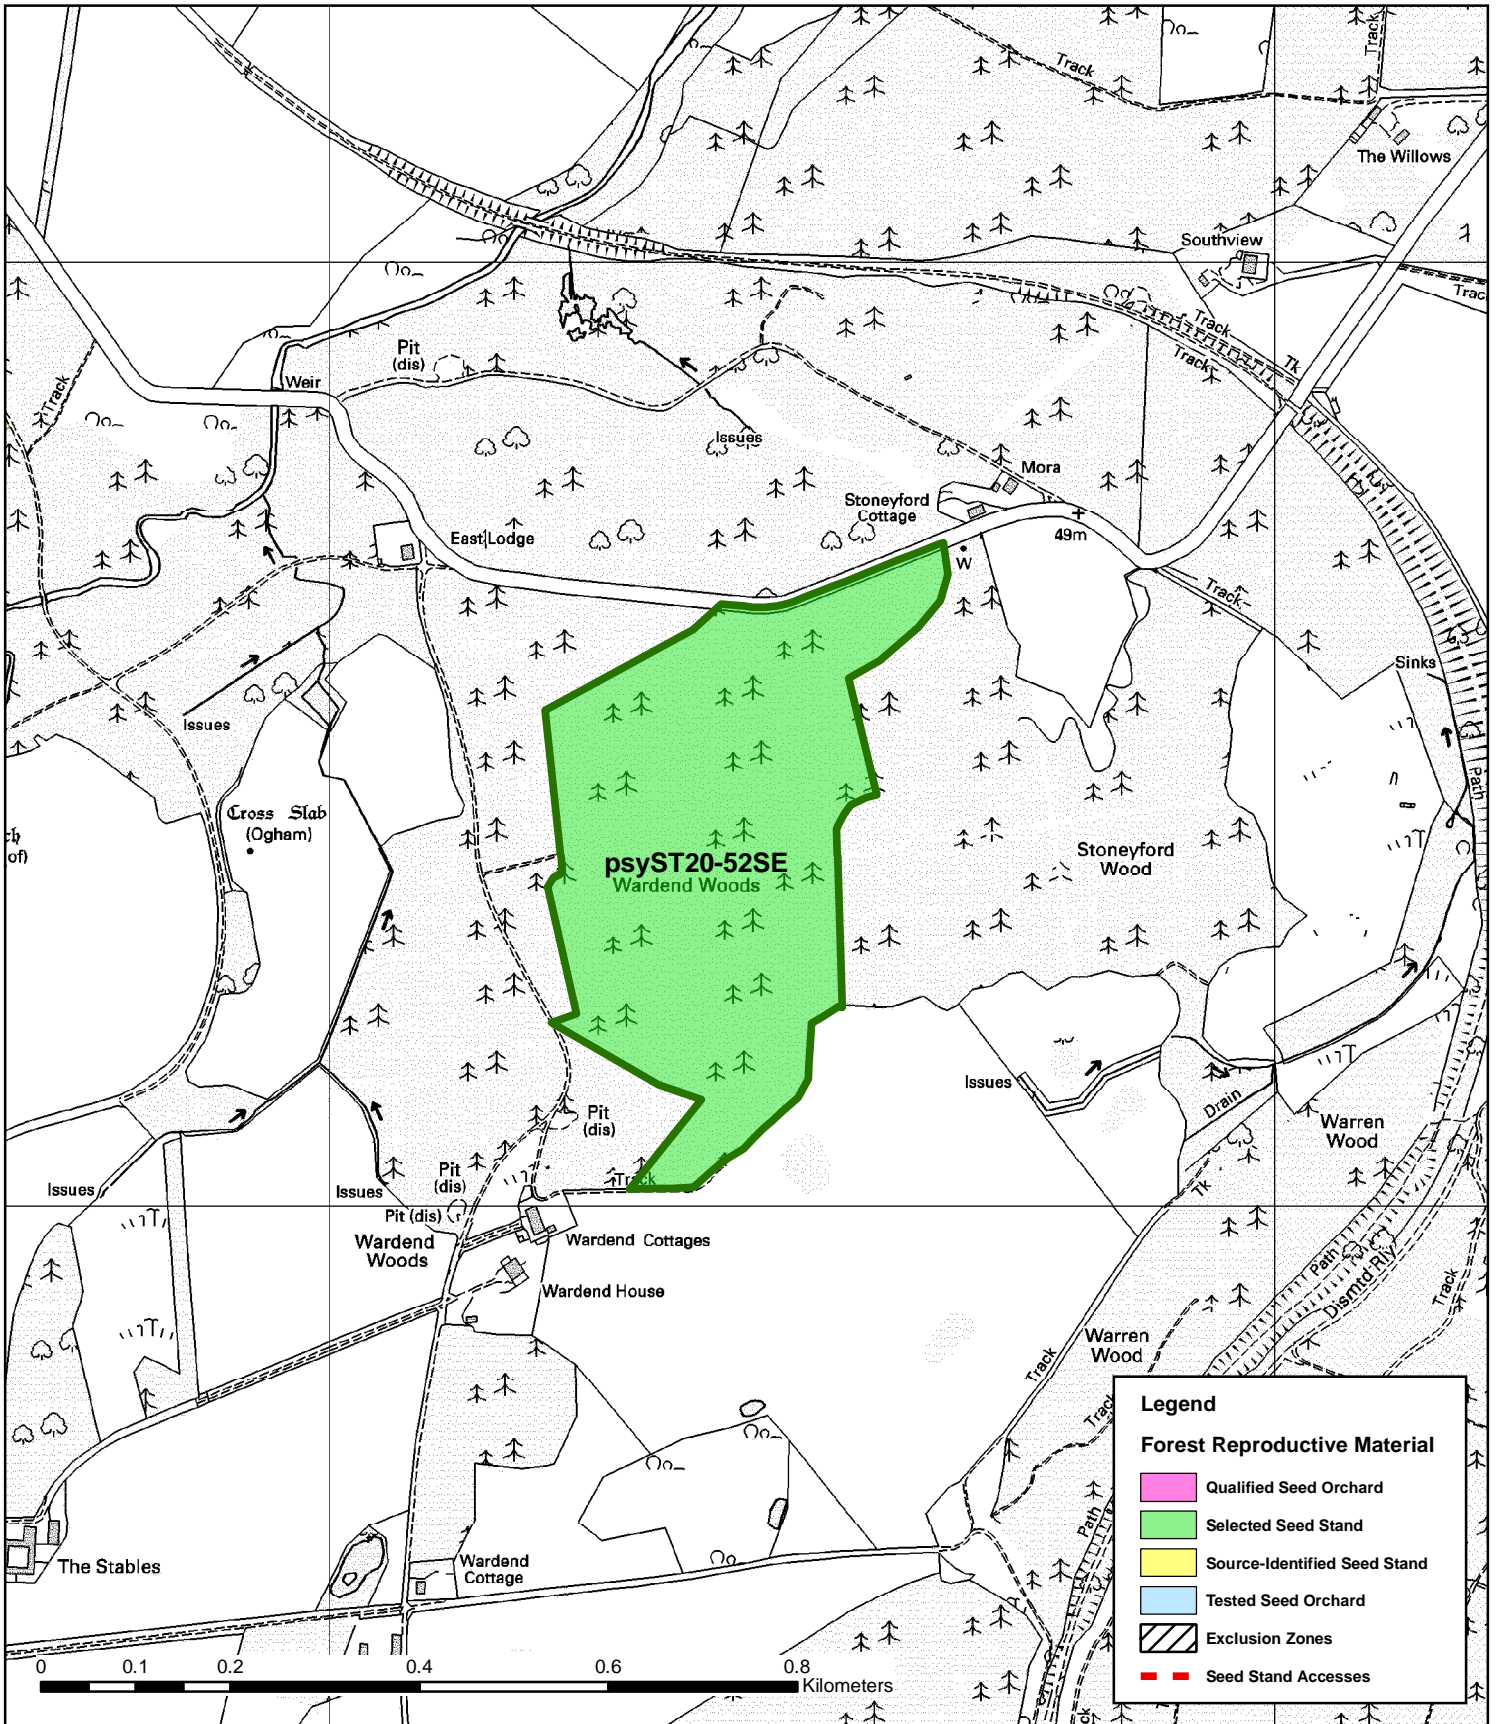 Track
Track
The Willows
Southview
Track
Track
Tk
Track
Pit
(dis)
Weir
Track
Issues
Mora
Stoneyford
Cottage
49m
East Lodge
W
Track
Sinks
Issues
Path
Cross Slab
(Ogham)
of)
psyST20-52SE
Wardend Woods
Stoneyford
Wood
Issues
Drain
Warren
Wood
Pit
(dis)
Pit
(dis)
Issues
Issues
Track
Tk
Pit (dis)
Wardend
Woods
Wardend Cottages
Wardend House
Path
Dismtd Rly
Track
Warren
Wood
Track
Track
Path
The Stables
Wardend
Cottage
0 0.1 0.2 0.4 0.6 0.8
Kilometers
Legend
Forest Reproductive Material
Qualified Seed Orchard
Selected Seed Stand
Source-Identified Seed Stand
Tested Seed Orchard
Exclusion Zones
Seed Stand Accesses
ck